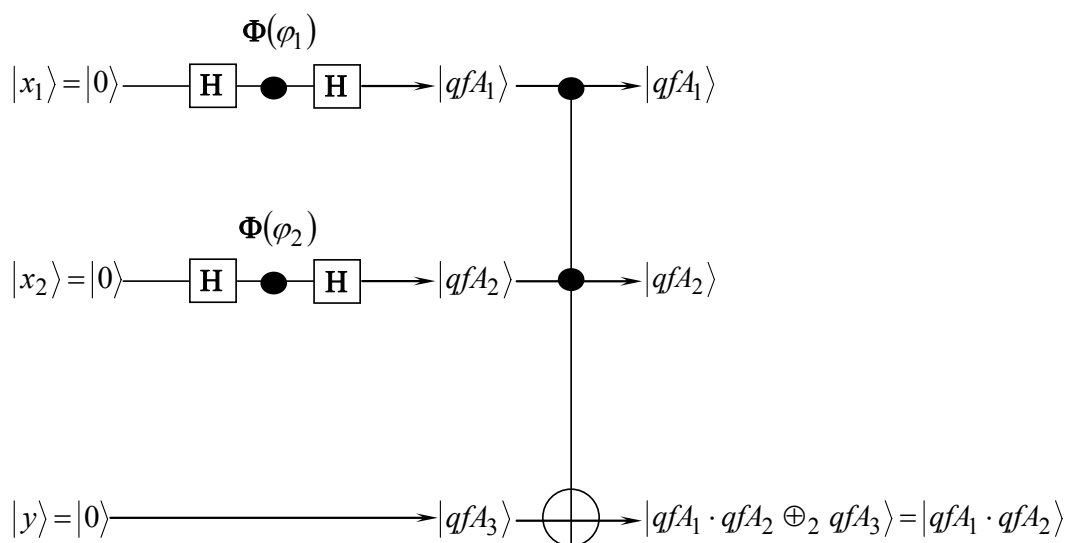 Φ(φ₁)
|x₁⟩=|0⟩ H H |qfA₁⟩ |qfA₁⟩
Φ(φ₂)
|x₂⟩=|0⟩ H H |qfA₂⟩ |qfA₂⟩
|y⟩=|0⟩ |qfA₃⟩ |qfA₁ · qfA₂ ⊕₂ qfA₃⟩=|qfA₁ · qfA₂⟩